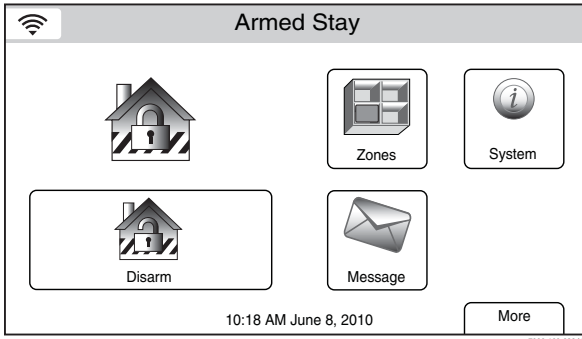 Armed Stay
Zones
System
Disarm
Message
10:18 AM June 8, 2010
More